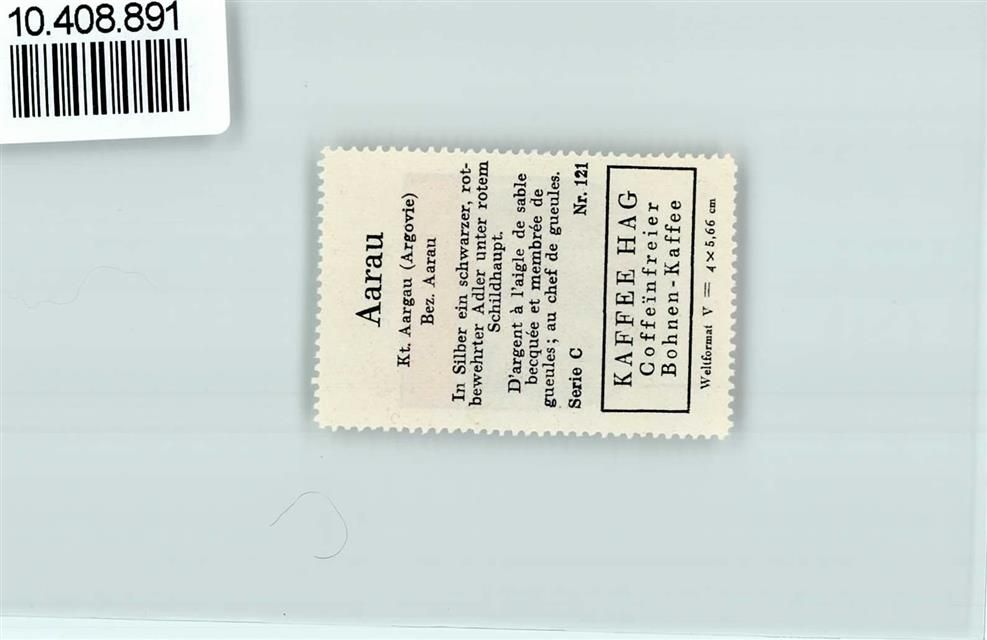 10.408.891
Aarau
Kt. Aargau (Argovie)
Bez. Aarau
In Silber ein schwarzer, rot-
bewehrter Adler unter rotem
Schildhaupt.
D'argent à l'aigle de sable
becquée et membrée de
gueules; au chef de gueules.
Serie C Nr. 121
KAFFEE HAG
Coffeïnfreier
Bohnen-Kaffee
Weltformat V = 4 × 5,66 cm